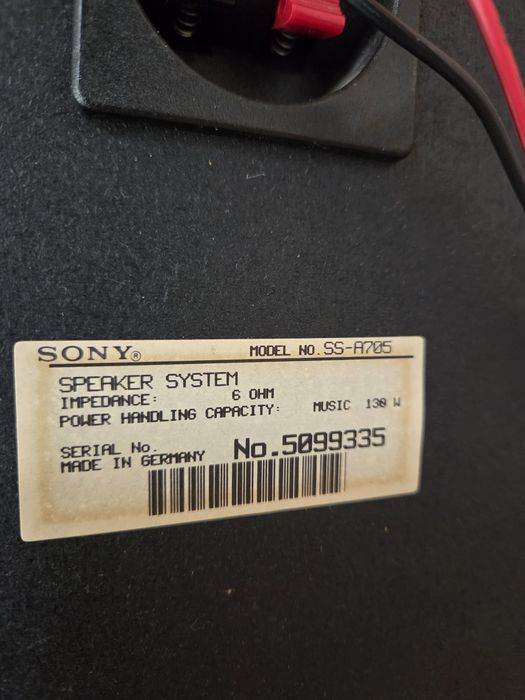 SONY® MODEL NO. SS-A705
SPEAKER SYSTEM
IMPEDANCE: 6 OHM
POWER HANDLING CAPACITY: MUSIC 130 W
SERIAL No. No.5099335
MADE IN GERMANY